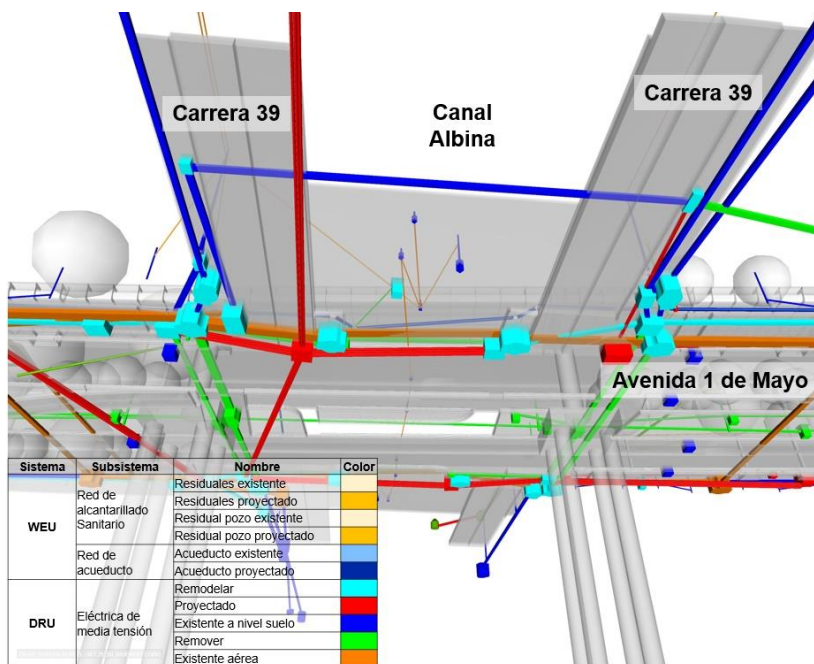 Carrera 39
Canal
Albina
Carrera 39
Avenida 1 de Mayo
Sistema Subsistema Nombre Color
WEU
Red de
alcantarillado
Sanitario
Residuales existente
Residuales proyectado
Residual pozo existente
Residual pozo proyectado
Red de
acueducto
Acueducto existente
Acueducto proyectado
DRU
Eléctrica de
media tensión
Remodelar
Proyectado
Existente a nivel suelo
Remover
Existente aérea